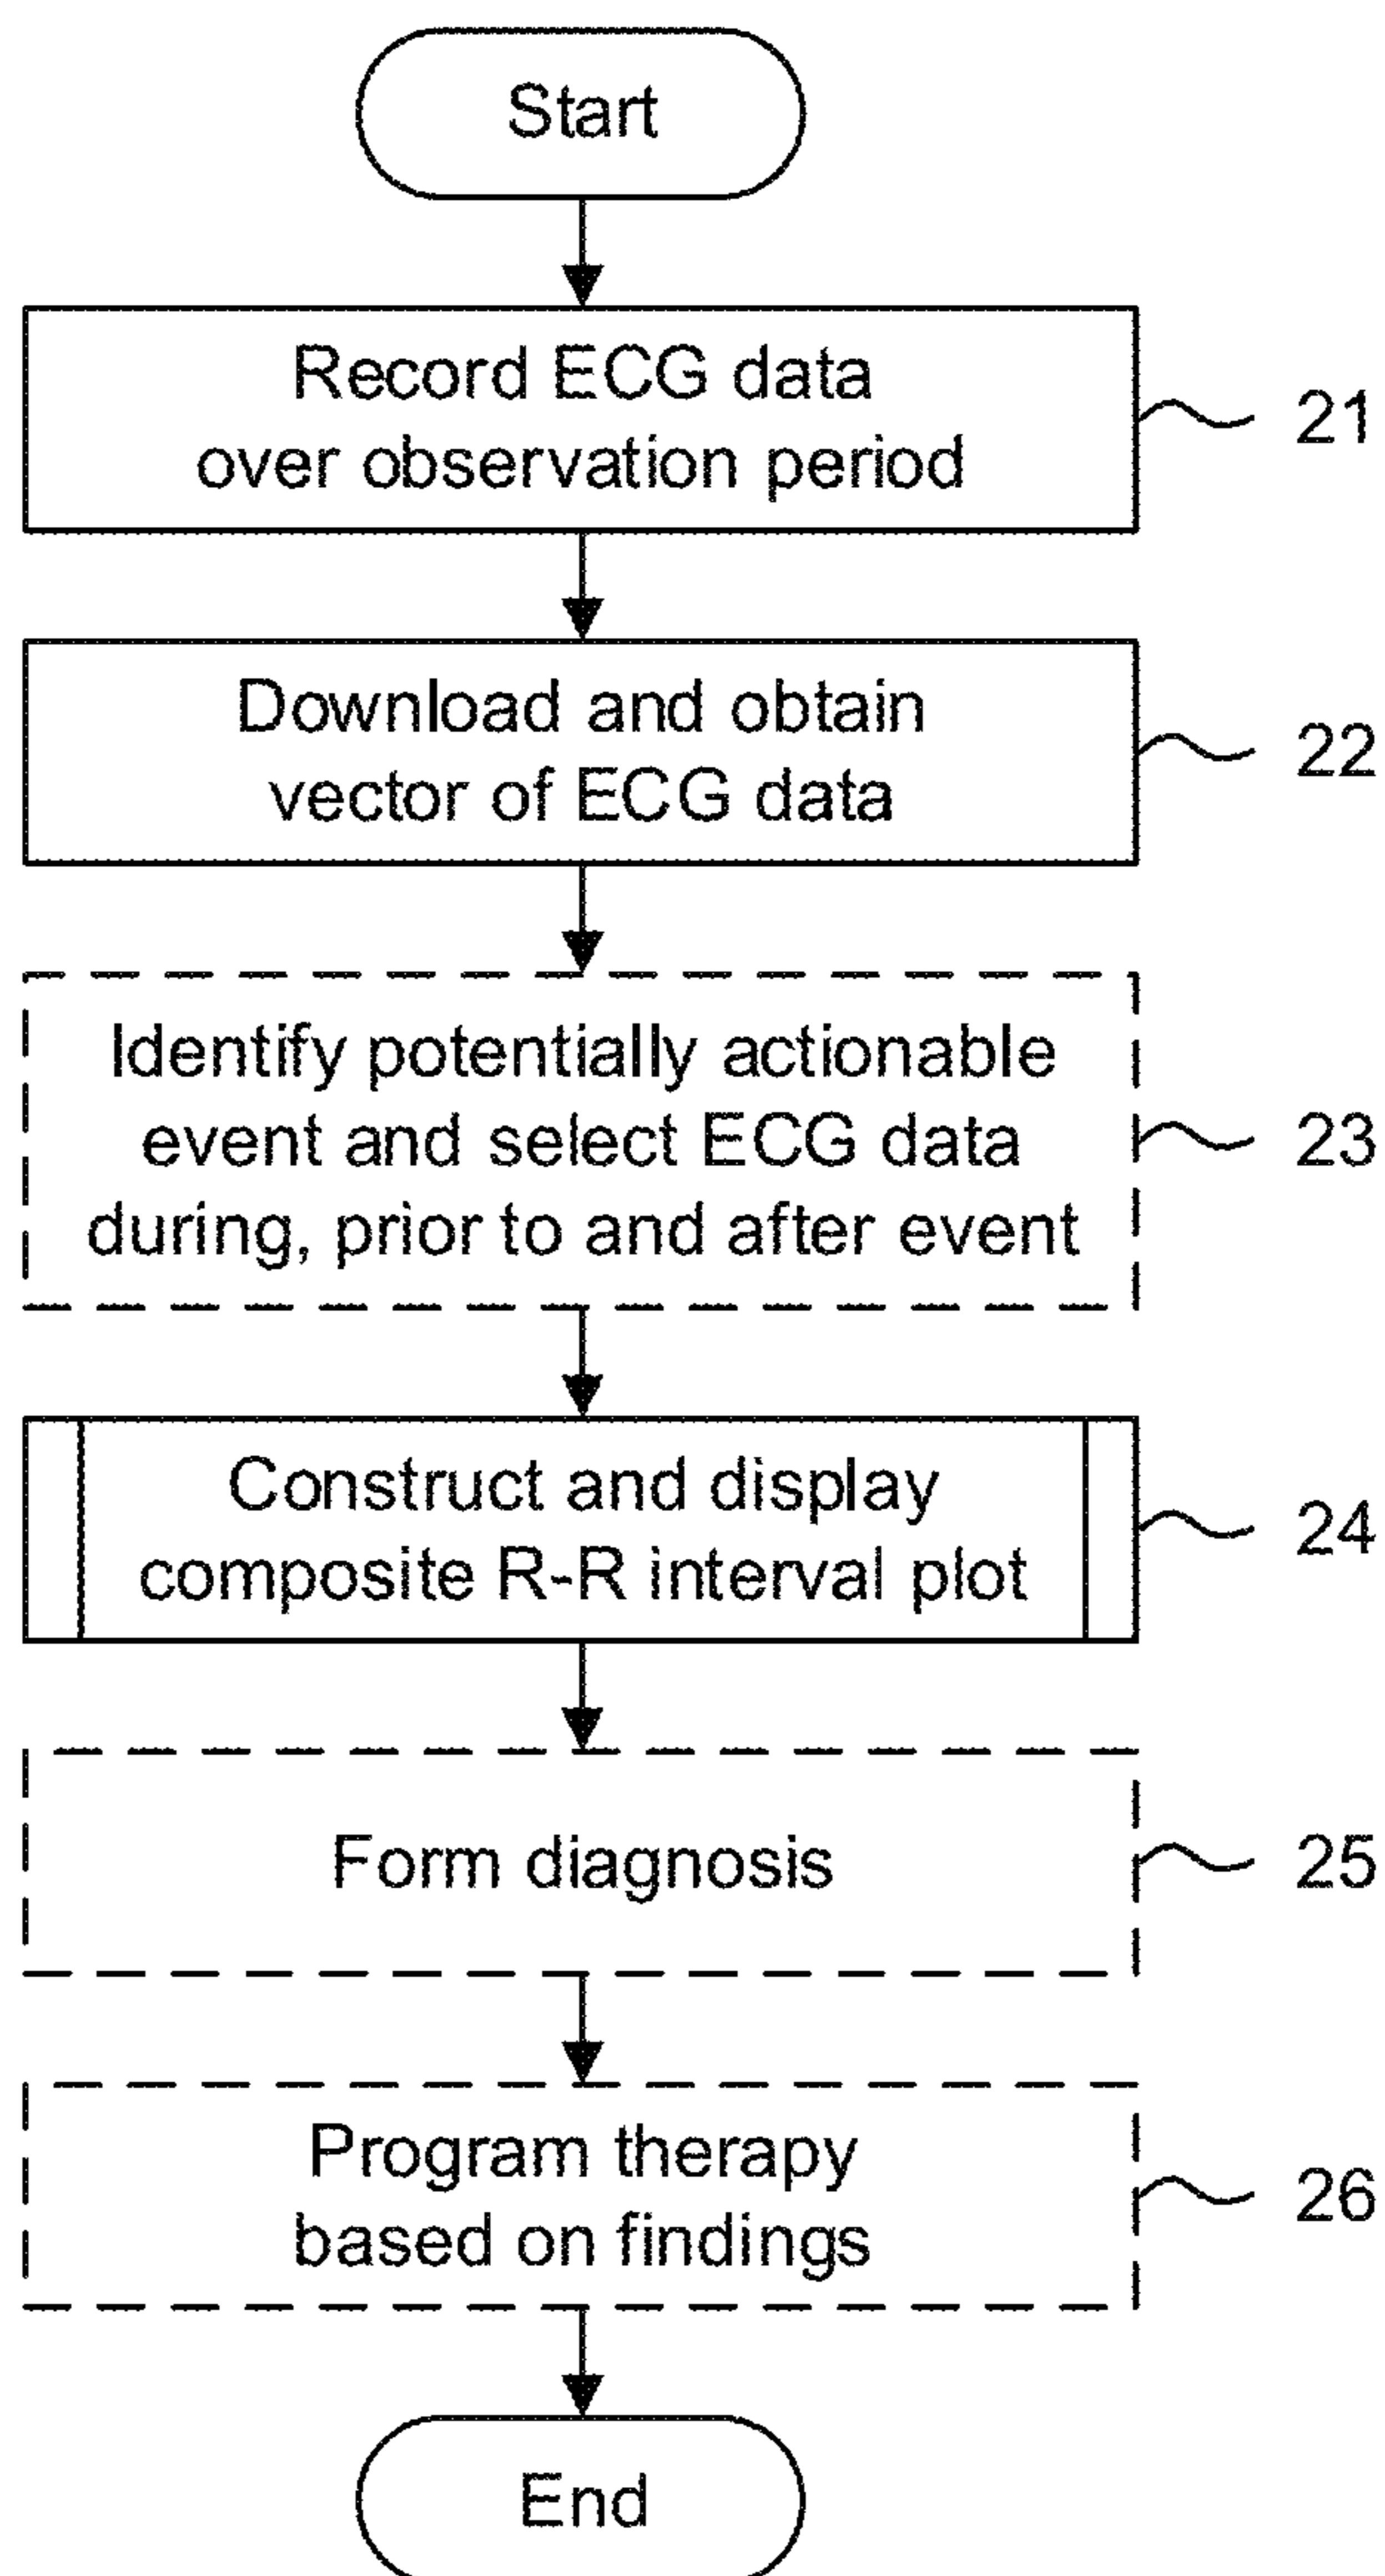 Start
Record ECG data
over observation period
21
Download and obtain
vector of ECG data
22
Identify potentially actionable
event and select ECG data
during, prior to and after event
23
Construct and display
composite R-R interval plot
24
Form diagnosis
25
Program therapy
based on findings
26
End